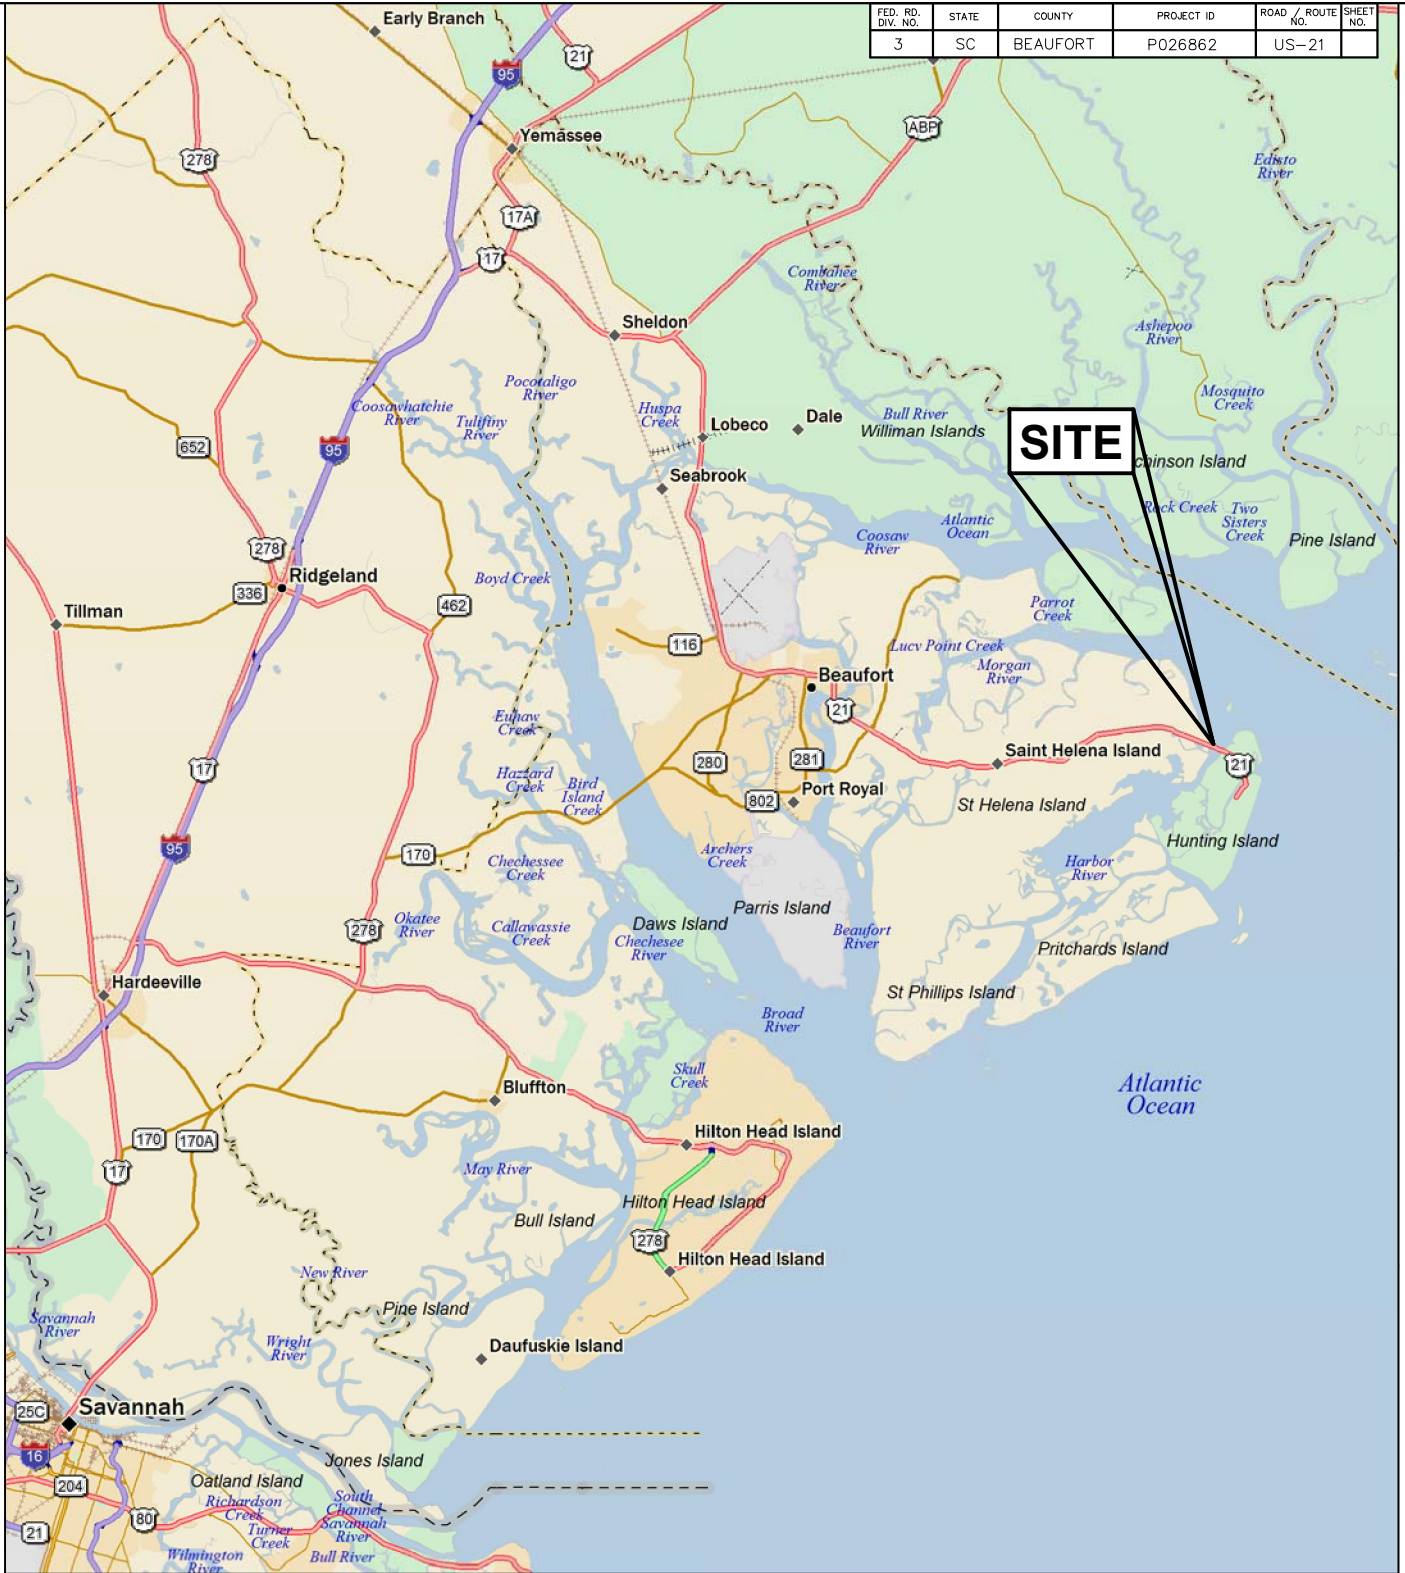 FED. RD. DIV. NO.
STATE
COUNTY
PROJECT ID
ROAD / ROUTE NO.
SHEET NO.
3
SC
BEAUFORT
P026862
US-21
Early Branch
21
95
ABP
Yemassee
278
Edisto
River
17A
17
Combahee
River
Sheldon
Ashepoo
River
Pocotaligo
River
Mosquito
Creek
Coosawhatchie
River
Huspa
Creek
Tulifiny
River
Bull River
Dale
Williman Islands
Lobeco
SITE
chinson Island
652
95
Seabrook
Rock Creek
Two
Sisters
Creek
Atlantic
Ocean
Coosaw
River
Pine Island
278
Ridgeland
Boyd Creek
336
462
Parrot
Creek
Tillman
116
Lucy Point Creek
Morgan
River
Beaufort
21
Euhaw
Creek
Saint Helena Island
280
281
21
17
Hazzard
Creek
Bird
Island
Creek
802
Port Royal
St Helena Island
Hunting Island
95
170
Archers
Creek
Chechessee
Creek
Harbor
River
Parris Island
Okatee
River
Callawassie
Creek
Daws Island
Chechesee
River
Beaufort
River
278
Pritchards Island
Hardeeville
St Phillips Island
Broad
River
Skull
Creek
Bluffton
Atlantic
Ocean
170
170A
Hilton Head Island
17
May River
Hilton Head Island
Bull Island
278
Hilton Head Island
New River
Pine Island
Savannah
River
Wright
River
Daufuskie Island
25C
Savannah
16
Jones Island
204
Oatland Island
Richardson
Creek
South
Channel
Savannah
River
80
Turner
Creek
21
Wilmington
River
Bull River